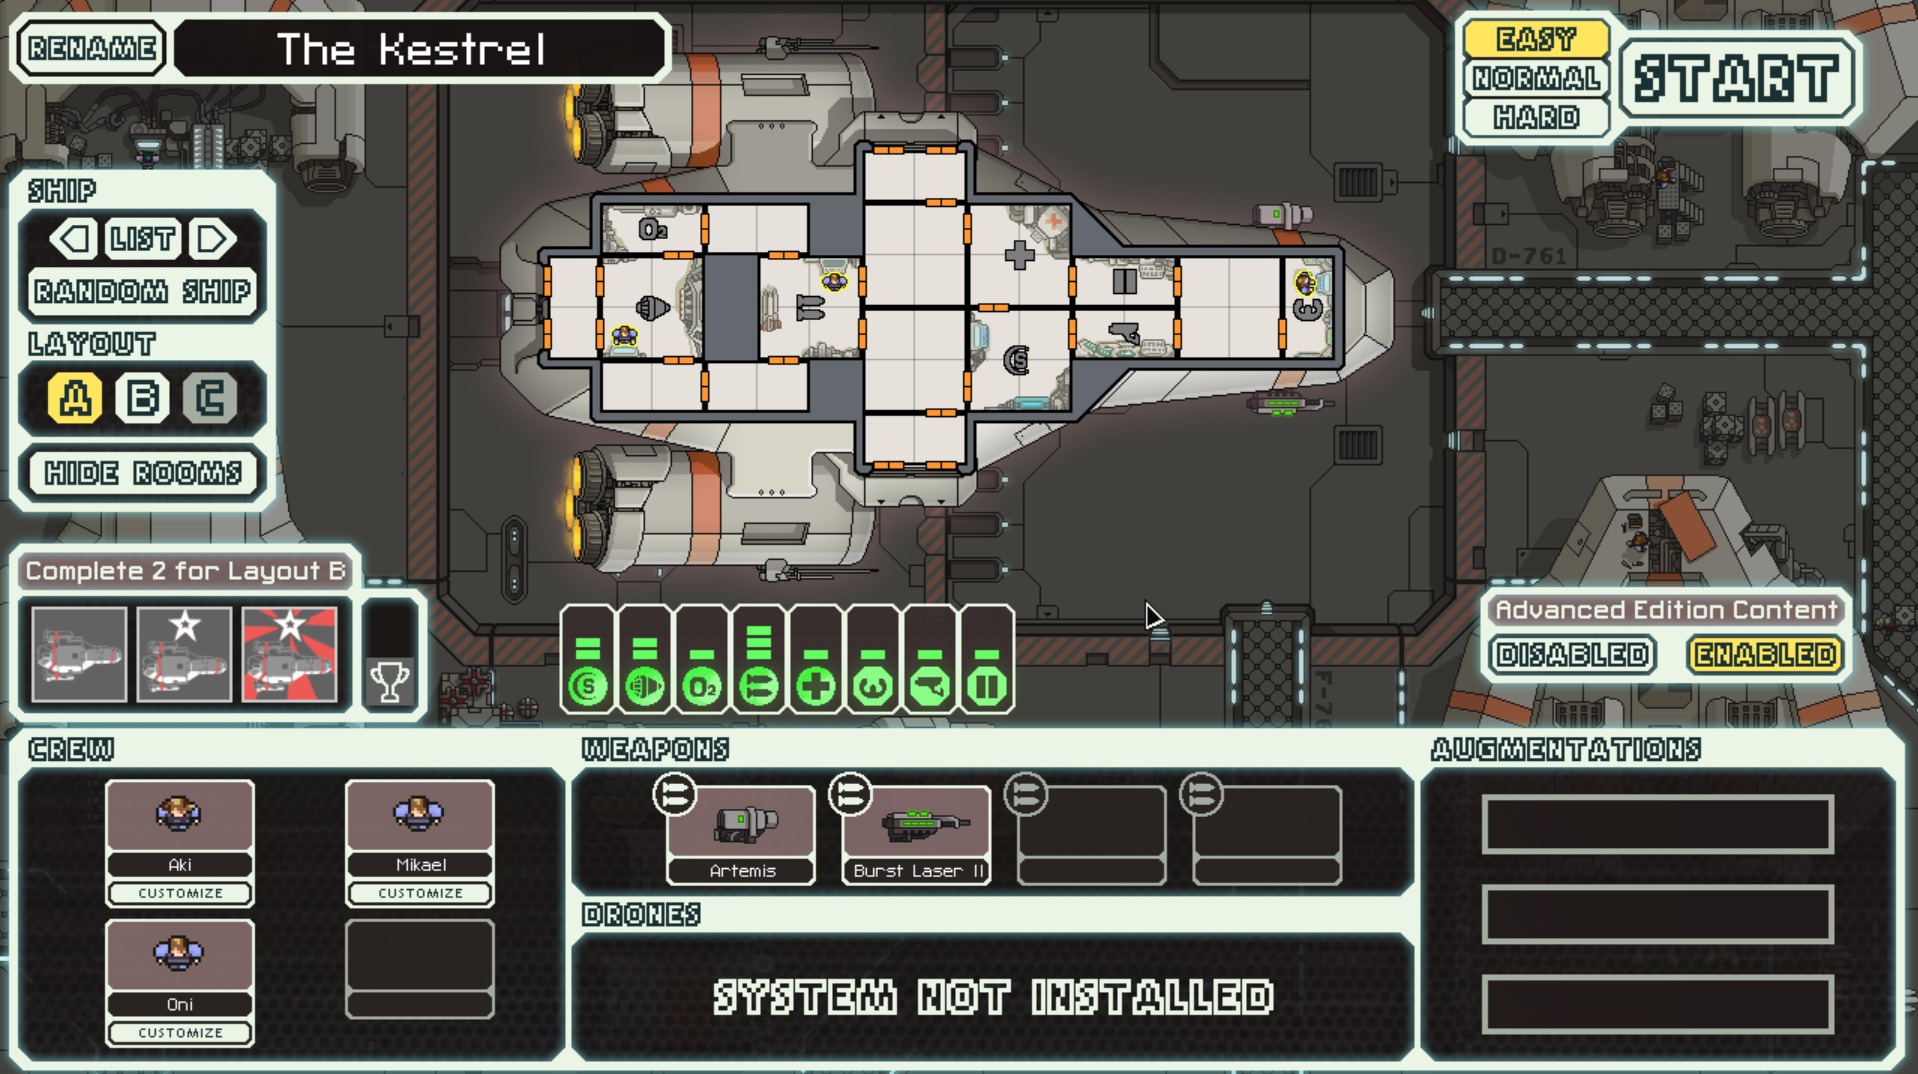 RENAME
The Kestrel
EASY
NORMAL
HARD
START
SHIP
LIST
RANDOM SHIP
LAYOUT
A B C
HIDE ROOMS
O2
D-761
Complete 2 for Layout B
O2
Advanced Edition Content
DISABLED ENABLED
CREW
Aki
CUSTOMIZE
Mikael
CUSTOMIZE
Oni
CUSTOMIZE
WEAPONS
Artemis
Burst Laser II
DRONES
SYSTEM NOT INSTALLED
AUGMENTATIONS